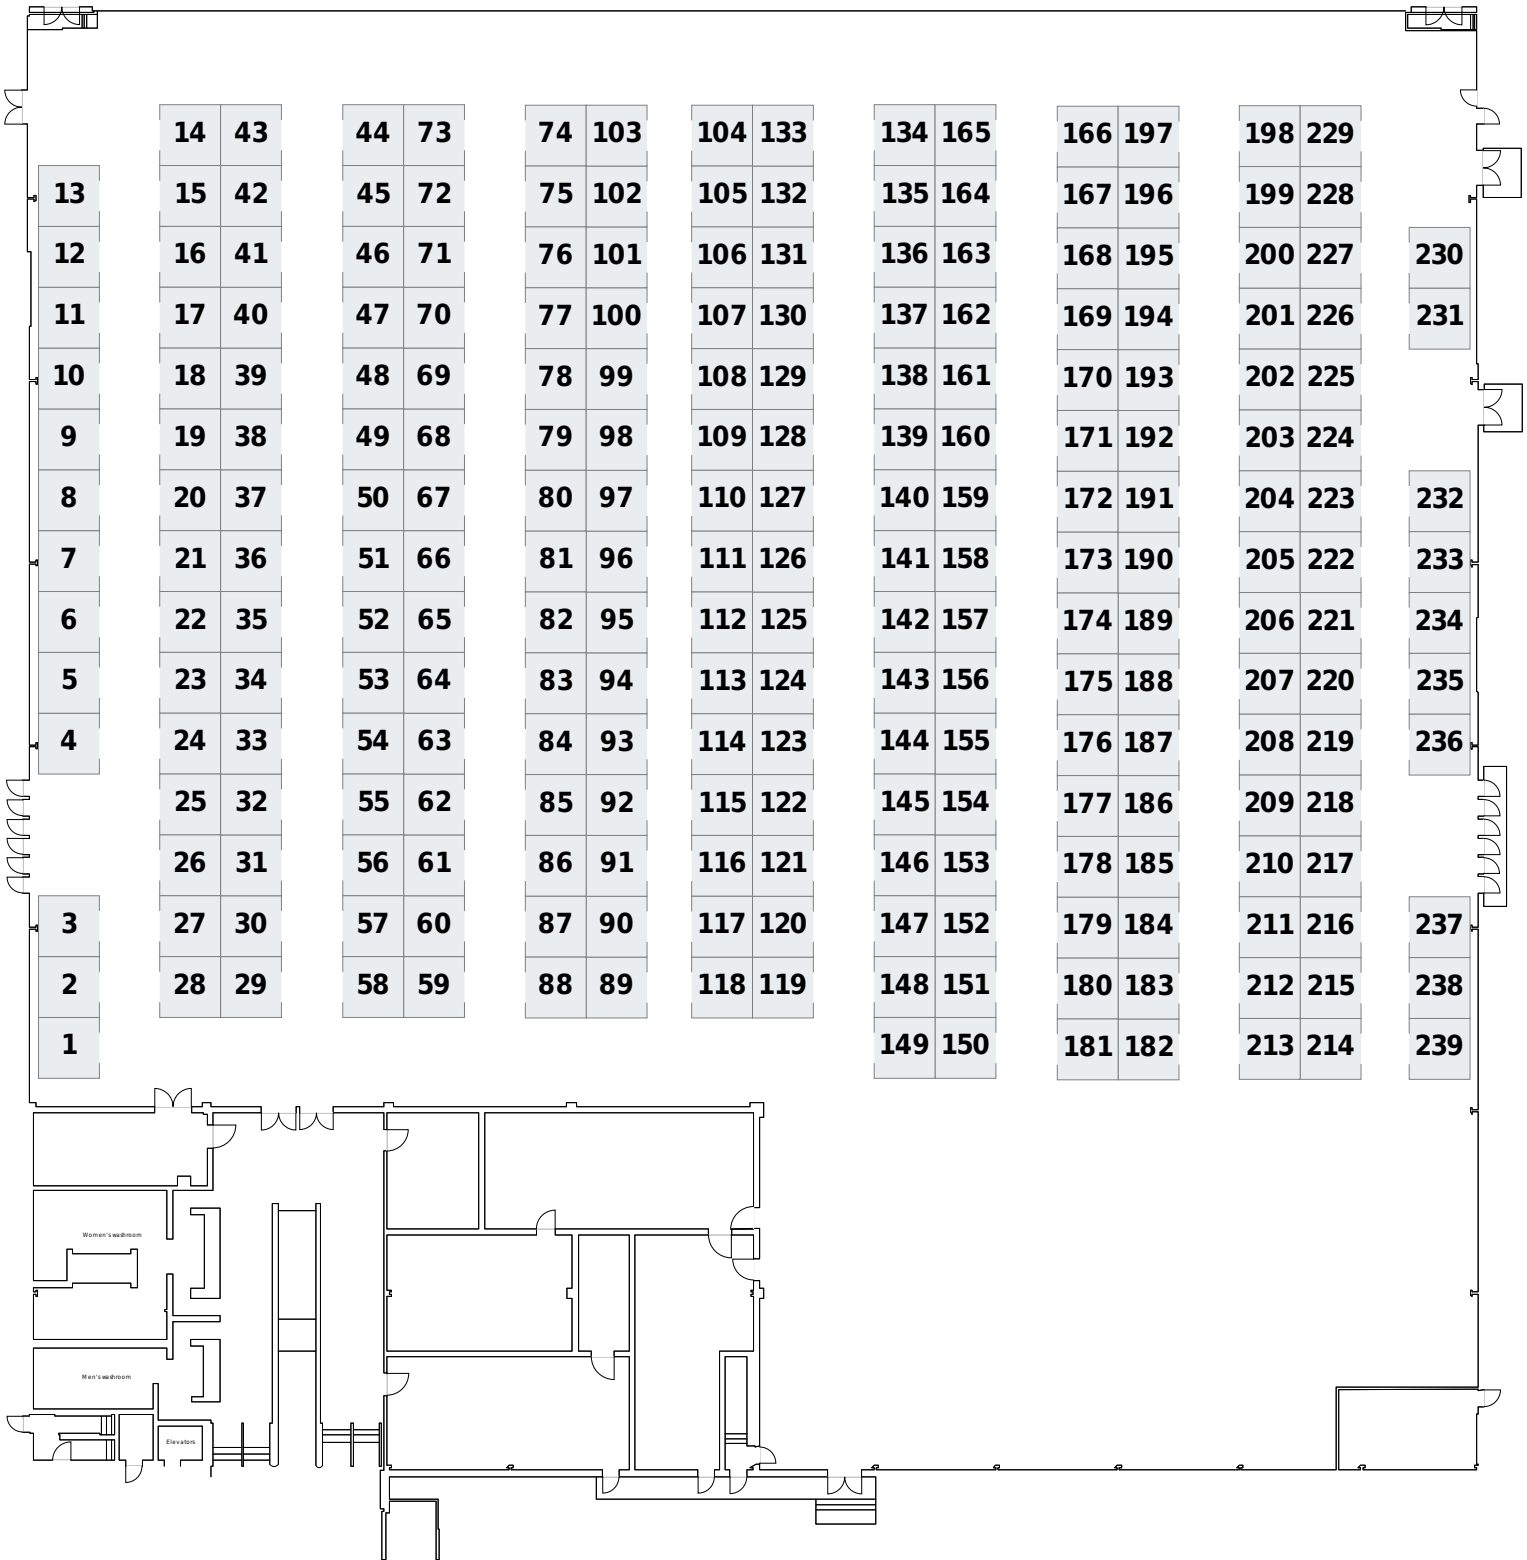 14 43 44 73 74 103 104 133 134 165 166 197 198 229
13 15 42 45 72 75 102 105 132 135 164 167 196 199 228
12 16 41 46 71 76 101 106 131 136 163 168 195 200 227 230
11 17 40 47 70 77 100 107 130 137 162 169 194 201 226 231
10 18 39 48 69 78 99 108 129 138 161 170 193 202 225
9 19 38 49 68 79 98 109 128 139 160 171 192 203 224
8 20 37 50 67 80 97 110 127 140 159 172 191 204 223 232
7 21 36 51 66 81 96 111 126 141 158 173 190 205 222 233
6 22 35 52 65 82 95 112 125 142 157 174 189 206 221 234
5 23 34 53 64 83 94 113 124 143 156 175 188 207 220 235
4 24 33 54 63 84 93 114 123 144 155 176 187 208 219 236
25 32 55 62 85 92 115 122 145 154 177 186 209 218
26 31 56 61 86 91 116 121 146 153 178 185 210 217
3 27 30 57 60 87 90 117 120 147 152 179 184 211 216 237
2 28 29 58 59 88 89 118 119 148 151 180 183 212 215 238
1 149 150 181 182 213 214 239
Women's washroom
Men's washroom
Elevators